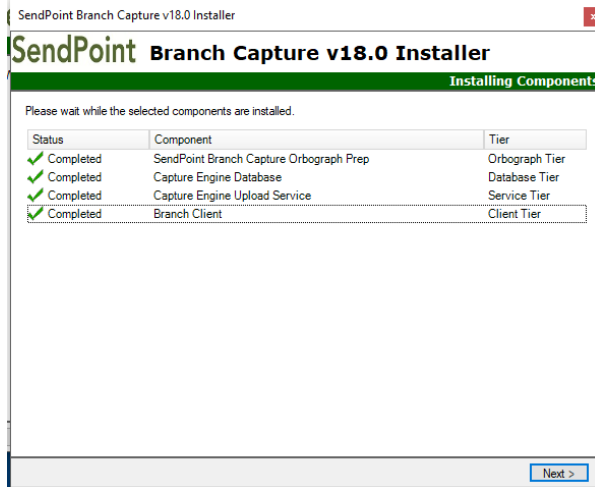 SendPoint Branch Capture v18.0 Installer
SendPoint Branch Capture v18.0 Installer
Installing Components
Please wait while the selected components are installed.
Status Component Tier
Completed SendPoint Branch Capture Orbograph Prep Orbograph Tier
Completed Capture Engine Database Database Tier
Completed Capture Engine Upload Service Service Tier
Completed Branch Client Client Tier
Next >